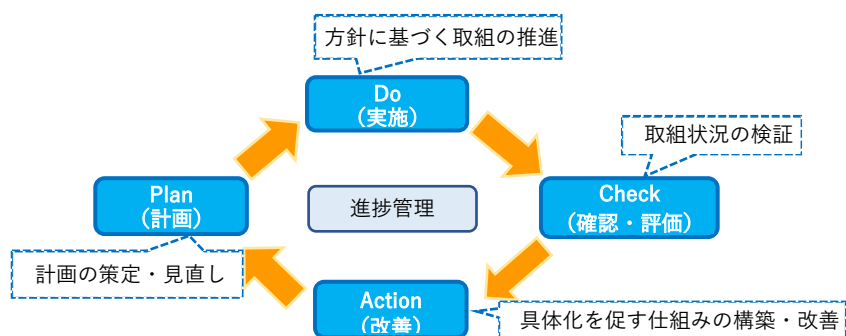 方針に基づく取組の推進
Do
(実施)
取組状況の検証
Plan
(計画)
進捗管理
Check
(確認・評価)
計画の策定・見直し
Action
(改善)
具体化を促す仕組みの構築・改善